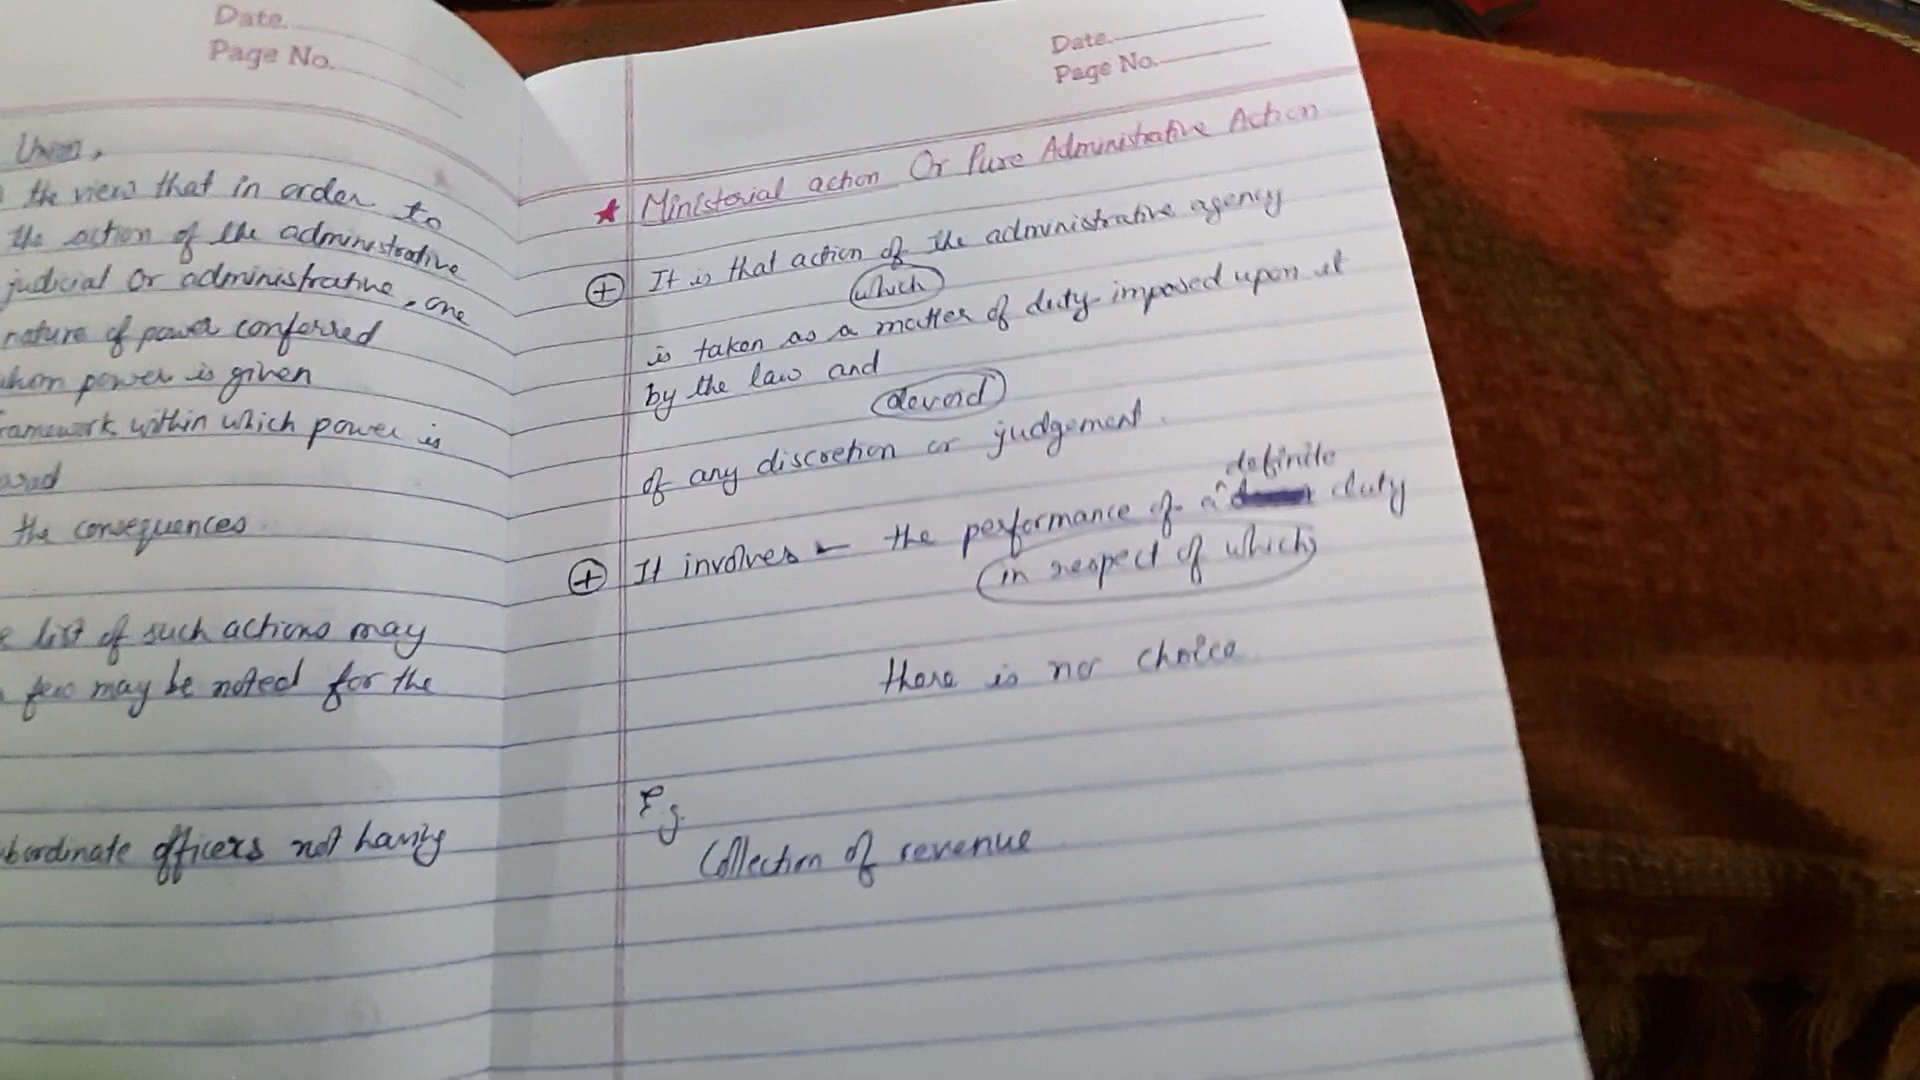 Date.
Page No.
Union,
the view that in order to
the action of the administrative
judicial or administrative, one
nature of power conferred
whom power is given
framework within which power is
the consequences.
list of such actions may
few may be noted for the
subordinate officers not having
Date.
Page No.
Ministerial action Or Pure Administrative Action
It is that action of the administrative agency
which
is taken as a matter of duty imposed upon it
by the law and
devoid
of any discretion or judgement.
definite
It involves - the performance of a duty
in respect of which
there is no choice
E.g.
Collection of revenue